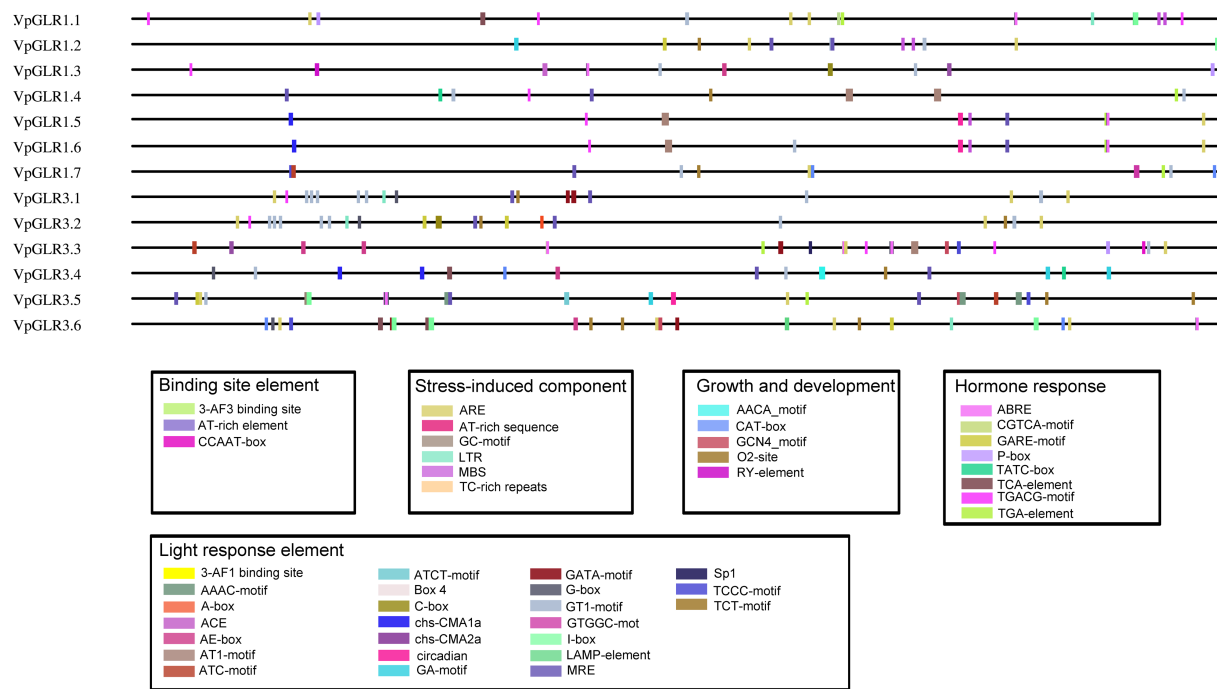 VpGLR1.1
VpGLR1.2
VpGLR1.3
VpGLR1.4
VpGLR1.5
VpGLR1.6
VpGLR1.7
VpGLR3.1
VpGLR3.2
VpGLR3.3
VpGLR3.4
VpGLR3.5
VpGLR3.6
Binding site element
3-AF3 binding site
AT-rich element
CCAAT-box
Stress-induced component
ARE
AT-rich sequence
GC-motif
LTR
MBS
TC-rich repeats
Growth and development
AACA_motif
CAT-box
GCN4_motif
O2-site
RY-element
Hormone response
ABRE
CGTCA-motif
GARE-motif
P-box
TATC-box
TCA-element
TGACG-motif
TGA-element
Light response element
3-AF1 binding site
AAAC-motif
A-box
ACE
AE-box
AT1-motif
ATC-motif
ATCT-motif
Box 4
C-box
chs-CMA1a
chs-CMA2a
circadian
GA-motif
GATA-motif
G-box
GT1-motif
GTGGC-mot
I-box
LAMP-element
MRE
Sp1
TCCC-motif
TCT-motif